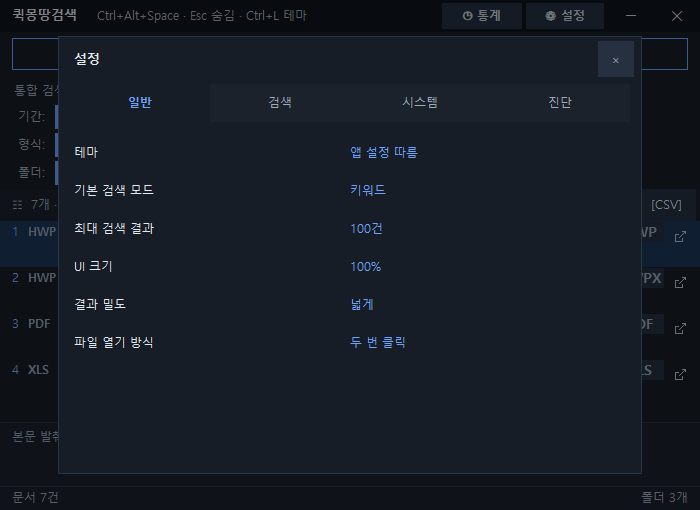 퀵몽땅검색 Ctrl+Alt+Space · Esc 숨김 · Ctrl+L 테마 통계 설정
설정
×
통합 검색
일반 검색 시스템 진단
기간:
형식:
폴더:
테마 앱 설정 따름
기본 검색 모드 키워드
최대 검색 결과 100건
UI 크기 100%
결과 밀도 넓게
파일 열기 방식 두 번 클릭
7개 · [CSV]
1 HWP
2 HWP
3 PDF
4 XLS
본문 발췌
문서 7건 폴더 3개